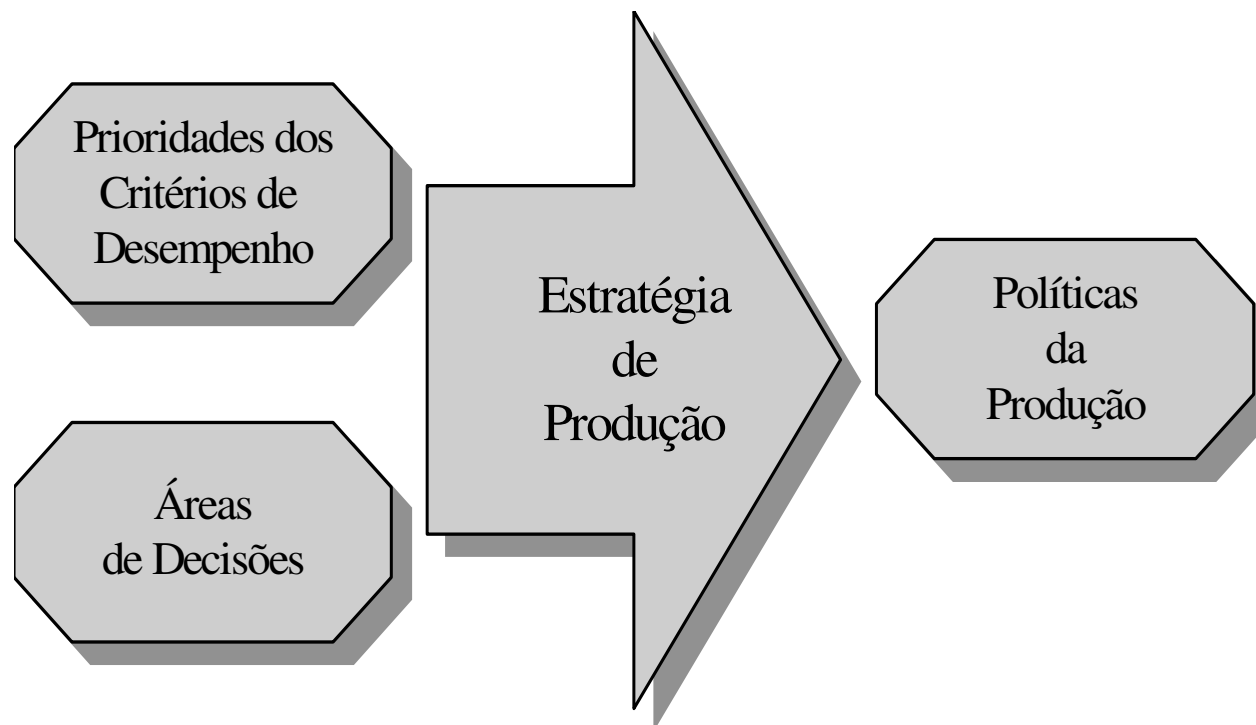 Prioridades dos
Critérios de
Desempenho
Áreas
de Decisões
Estratégia
de
Produção
Políticas
da
Produção